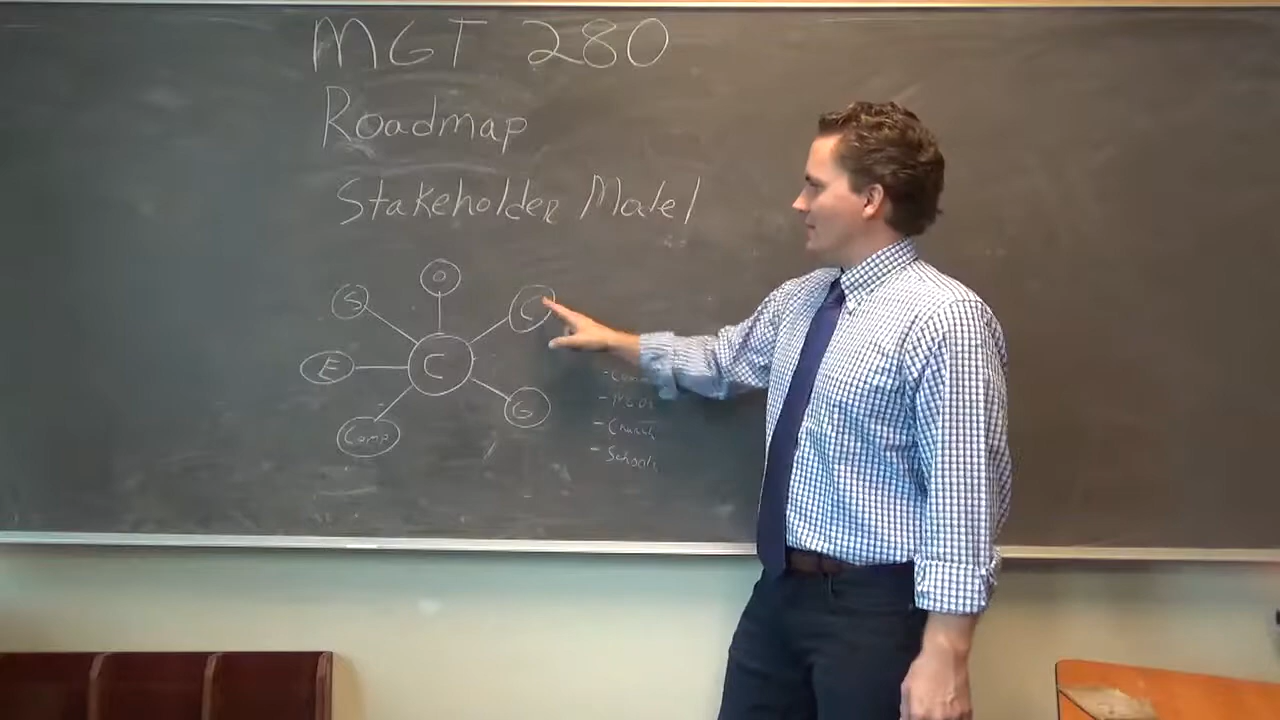 MGT 280
Roadmap
Stakeholder Model
O
S
C
E
C
G
Comp
- Church
- Schools